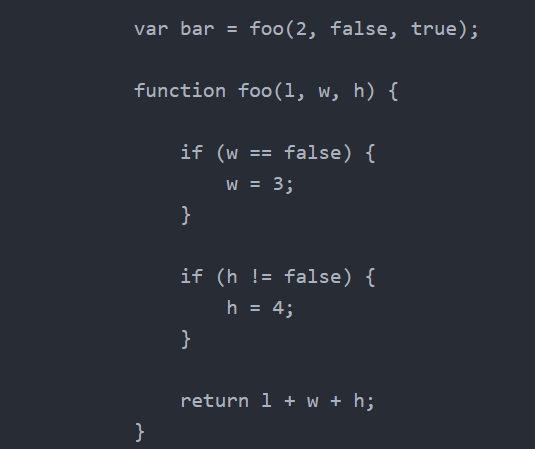 var bar = foo(2, false, true);
function foo(l, w, h) {
if (w == false) {
w = 3;
}
if (h != false) {
h = 4;
}
return l + w + h;
}